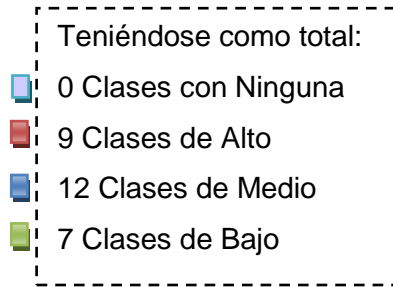 Teniéndose como total:
0 Clases con Ninguna
9 Clases de Alto
12 Clases de Medio
7 Clases de Bajo